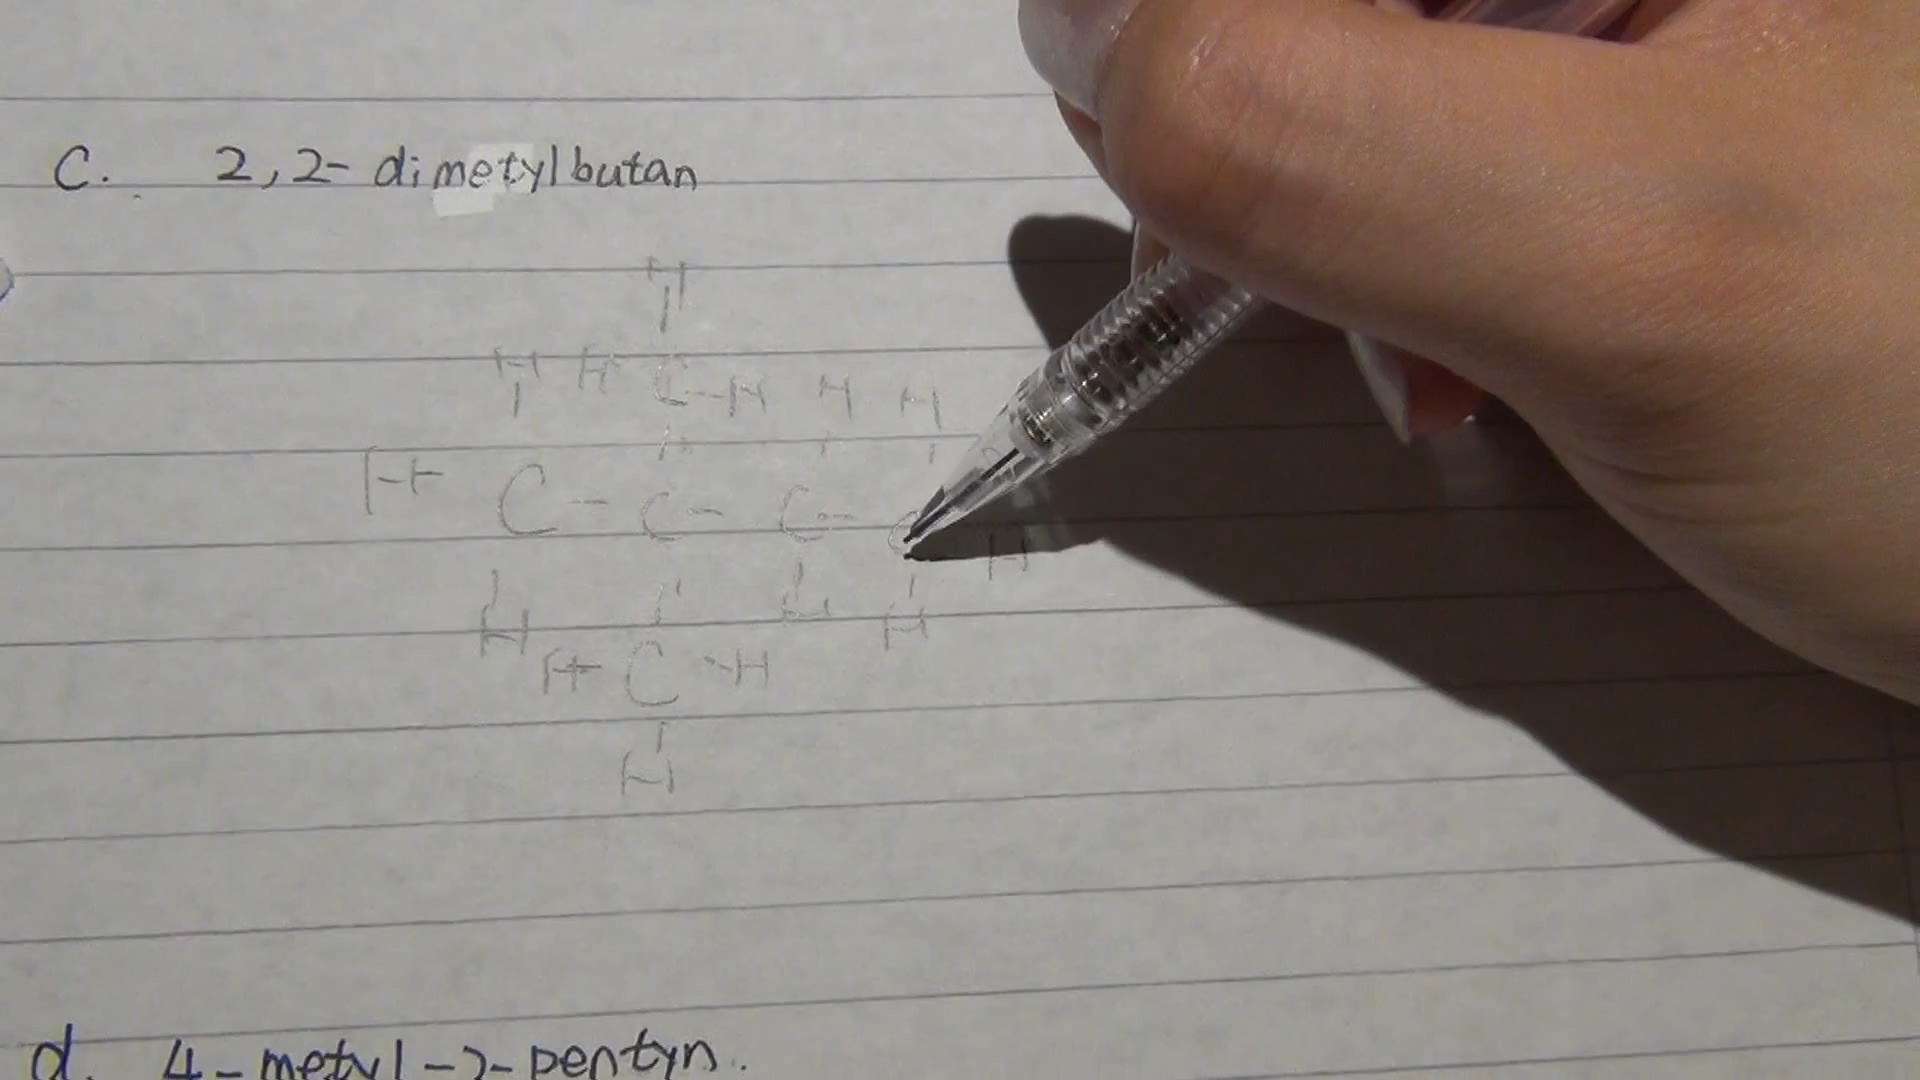 C. 2,2-dimetylbutan
H
H H C-H H H
H C-C-C-C H
H H H
H C -H
H
d. 4-metyl-2-pentyn.